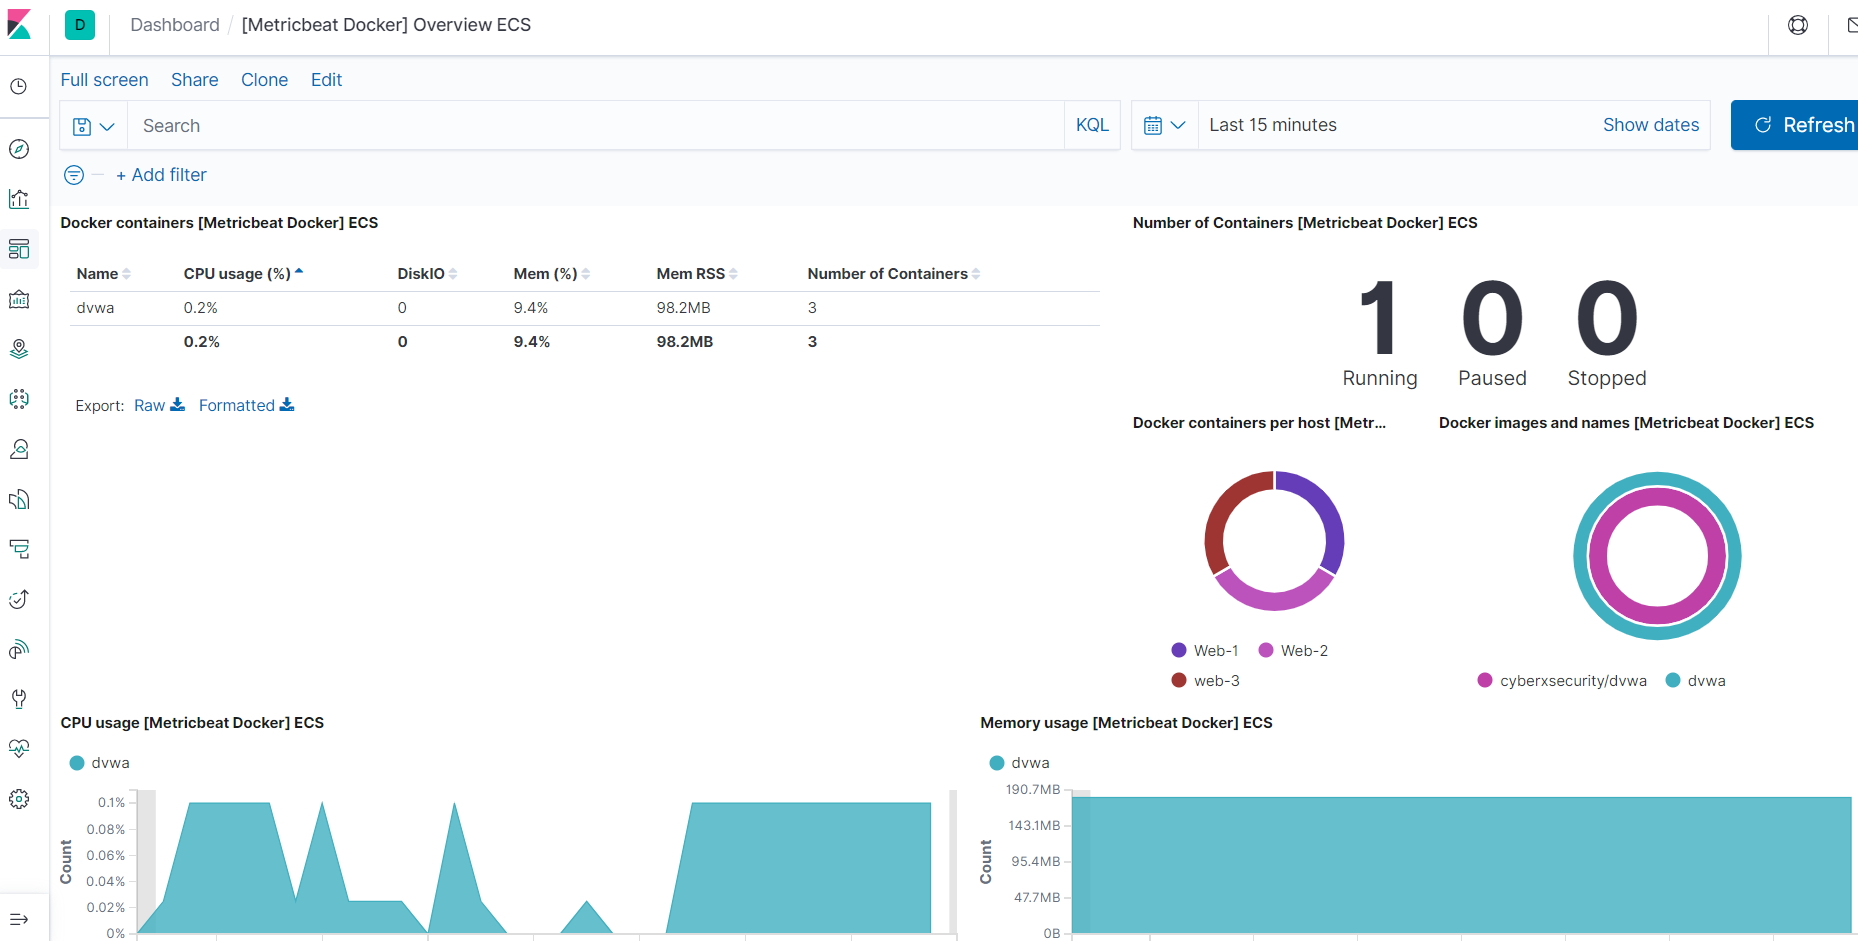 D Dashboard / [Metricbeat Docker] Overview ECS
Full screen Share Clone Edit
Search KQL Last 15 minutes Show dates Refresh
+ Add filter
Docker containers [Metricbeat Docker] ECS
Name CPU usage (%) DiskIO Mem (%) Mem RSS Number of Containers
dvwa 0.2% 0 9.4% 98.2MB 3
0.2% 0 9.4% 98.2MB 3
Export: Raw Formatted
Number of Containers [Metricbeat Docker] ECS
1 0 0
Running Paused Stopped
Docker containers per host [Metr...
Web-1 Web-2
web-3
Docker images and names [Metricbeat Docker] ECS
cyberxsecurity/dvwa dvwa
CPU usage [Metricbeat Docker] ECS
dvwa
0.1%
0.08%
0.06%
0.04%
0.02%
0%
Count
Memory usage [Metricbeat Docker] ECS
dvwa
190.7MB
143.1MB
95.4MB
47.7MB
0B
Count